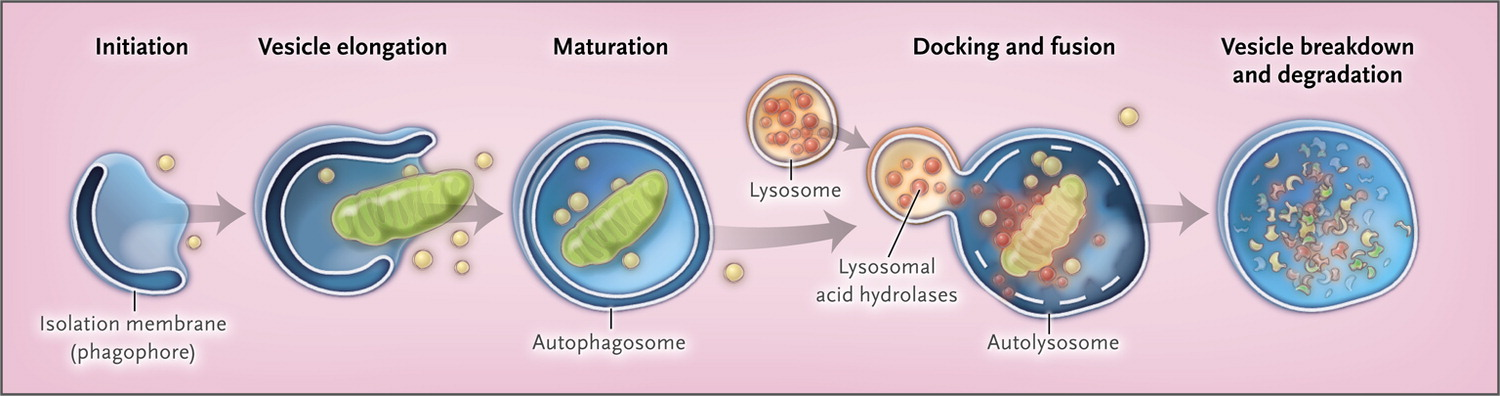 Initiation
Vesicle elongation
Maturation
Docking and fusion
Vesicle breakdown
and degradation
Lysosome
Lysosomal
acid hydrolases
Isolation membrane
(phagophore)
Autophagosome
Autolysosome